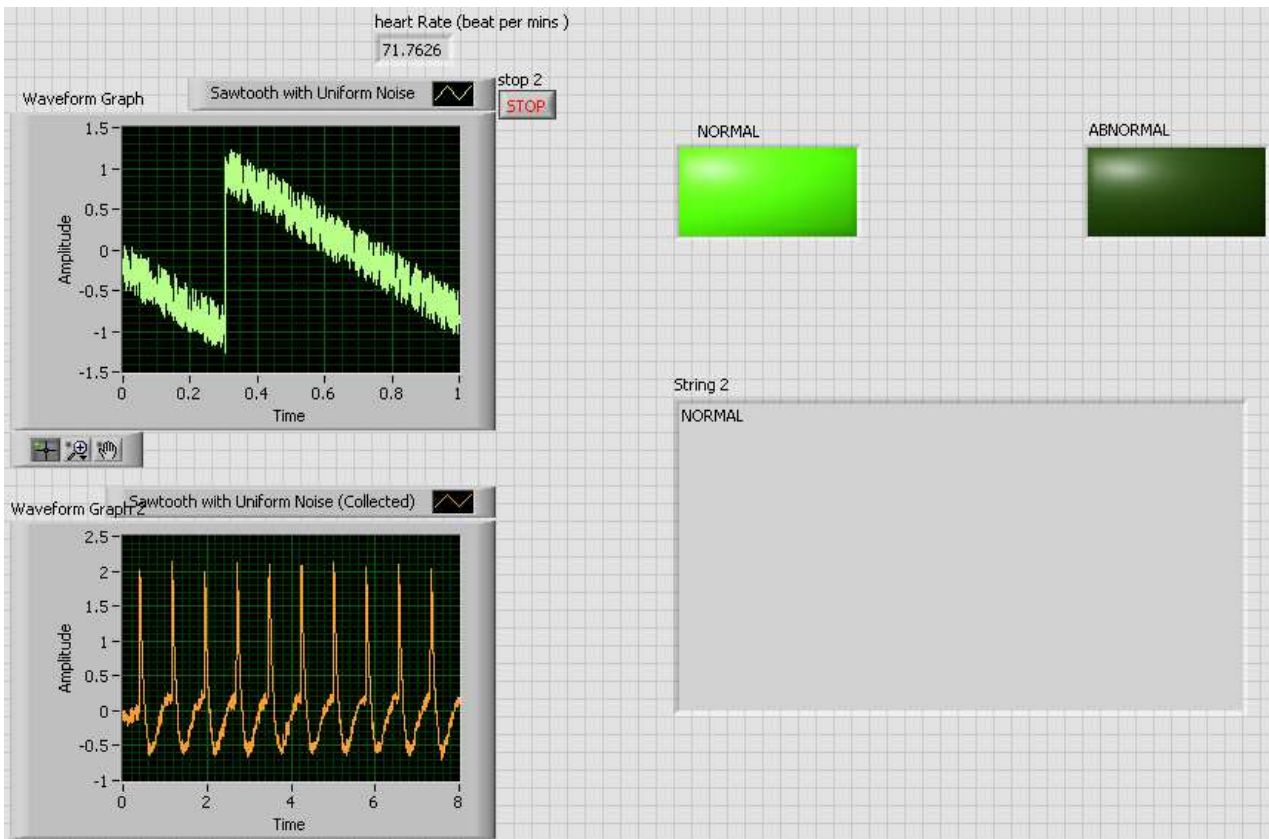 heart Rate (beat per mins )
71.7626
stop 2
STOP
Waveform Graph
Sawtooth with Uniform Noise
1.5
1
0.5
0
-0.5
-1
-1.5
Amplitude
0 0.2 0.4 0.6 0.8 1
Time
NORMAL
ABNORMAL
String 2
NORMAL
Waveform Graph 2
Sawtooth with Uniform Noise (Collected)
2.5
2
1.5
1
0.5
0
-0.5
-1
Amplitude
0 2 4 6 8
Time